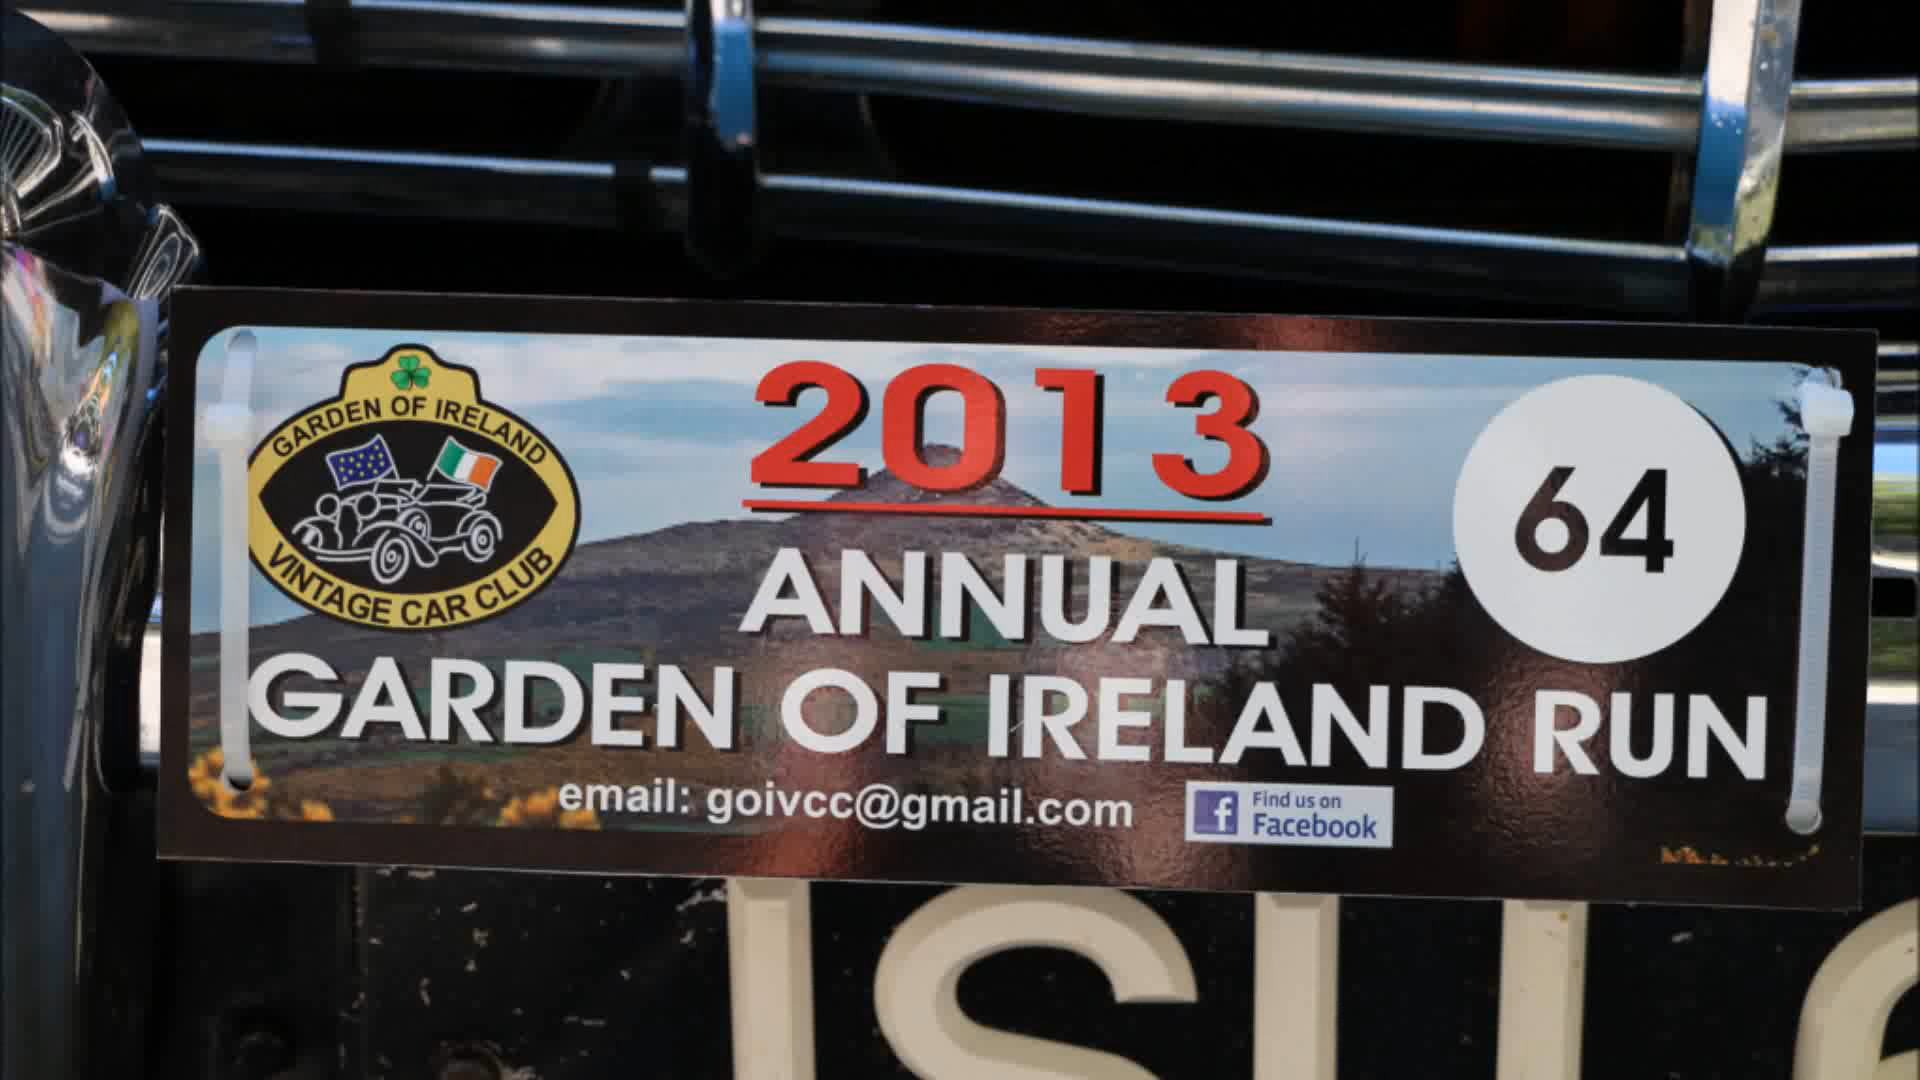 GARDEN OF IRELAND
VINTAGE CAR CLUB
2013
64
ANNUAL
GARDEN OF IRELAND RUN
email: goivcc@gmail.com
f
Find us on
Facebook